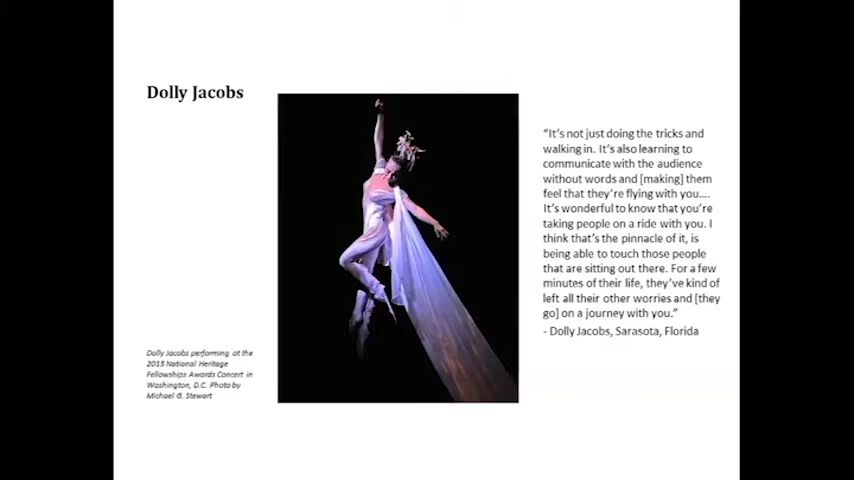 Dolly Jacobs
“It’s not just doing the tricks and
walking in. It’s also learning to
communicate with the audience
without words and [making] them
feel that they’re flying with you….
It’s wonderful to know that you’re
taking people on a ride with you. I
think that’s the pinnacle of it, is
being able to touch those people
that are sitting out there. For a few
minutes of their life, they’ve kind of
left all their other worries and [they
go] on a journey with you.”
- Dolly Jacobs, Sarasota, Florida
Dolly Jacobs performing at the
2015 National Heritage
Fellowships Awards Concert in
Washington, D.C. Photo by
Michael G. Stewart